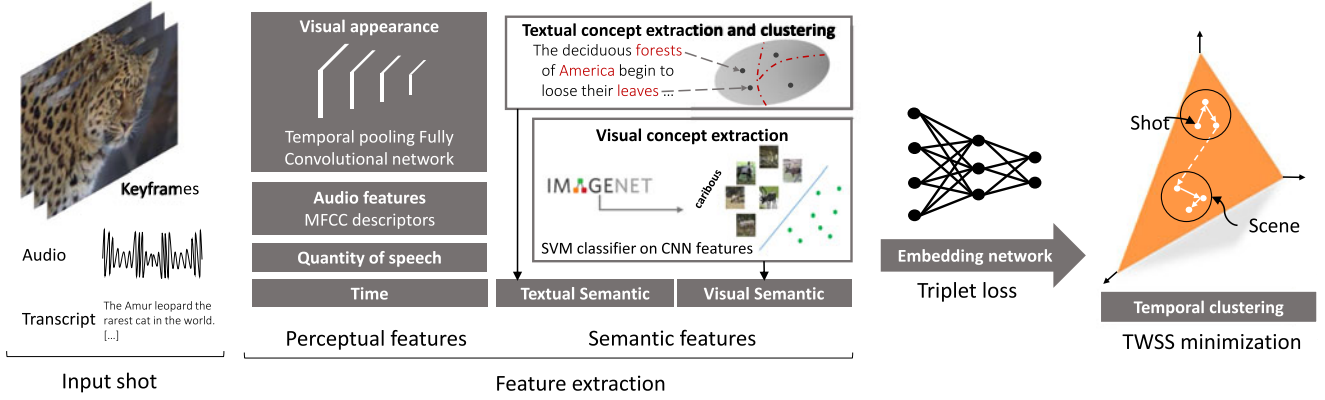 Keyframes
Audio
Transcript
The Amur leopard the
rarest cat in the world.
[...]
Input shot
Visual appearance
Temporal pooling Fully
Convolutional network
Audio features
MFCC descriptors
Quantity of speech
Time
Perceptual features
Textual concept extraction and clustering
The deciduous forests
of America begin to
loose their leaves ...
Visual concept extraction
IMAGENET
caribous
SVM classifier on CNN features
Textual Semantic
Visual Semantic
Semantic features
Feature extraction
Embedding network
Triplet loss
Shot
Scene
Temporal clustering
TWSS minimization